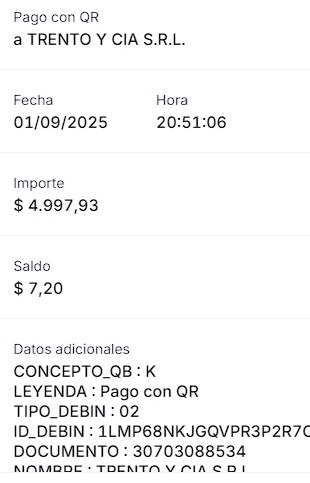 Pago con QR
a TRENTO Y CIA S.R.L.
Fecha Hora
01/09/2025 20:51:06
Importe
$ 4.997,93
Saldo
$ 7,20
Datos adicionales
CONCEPTO_QB : K
LEYENDA : Pago con QR
TIPO_DEBIN : 02
ID_DEBIN : 1LMP68NKJGQVPR3P2R7
DOCUMENTO : 30703088534
NOMBRE : TRENTO Y CIA S.R.L.